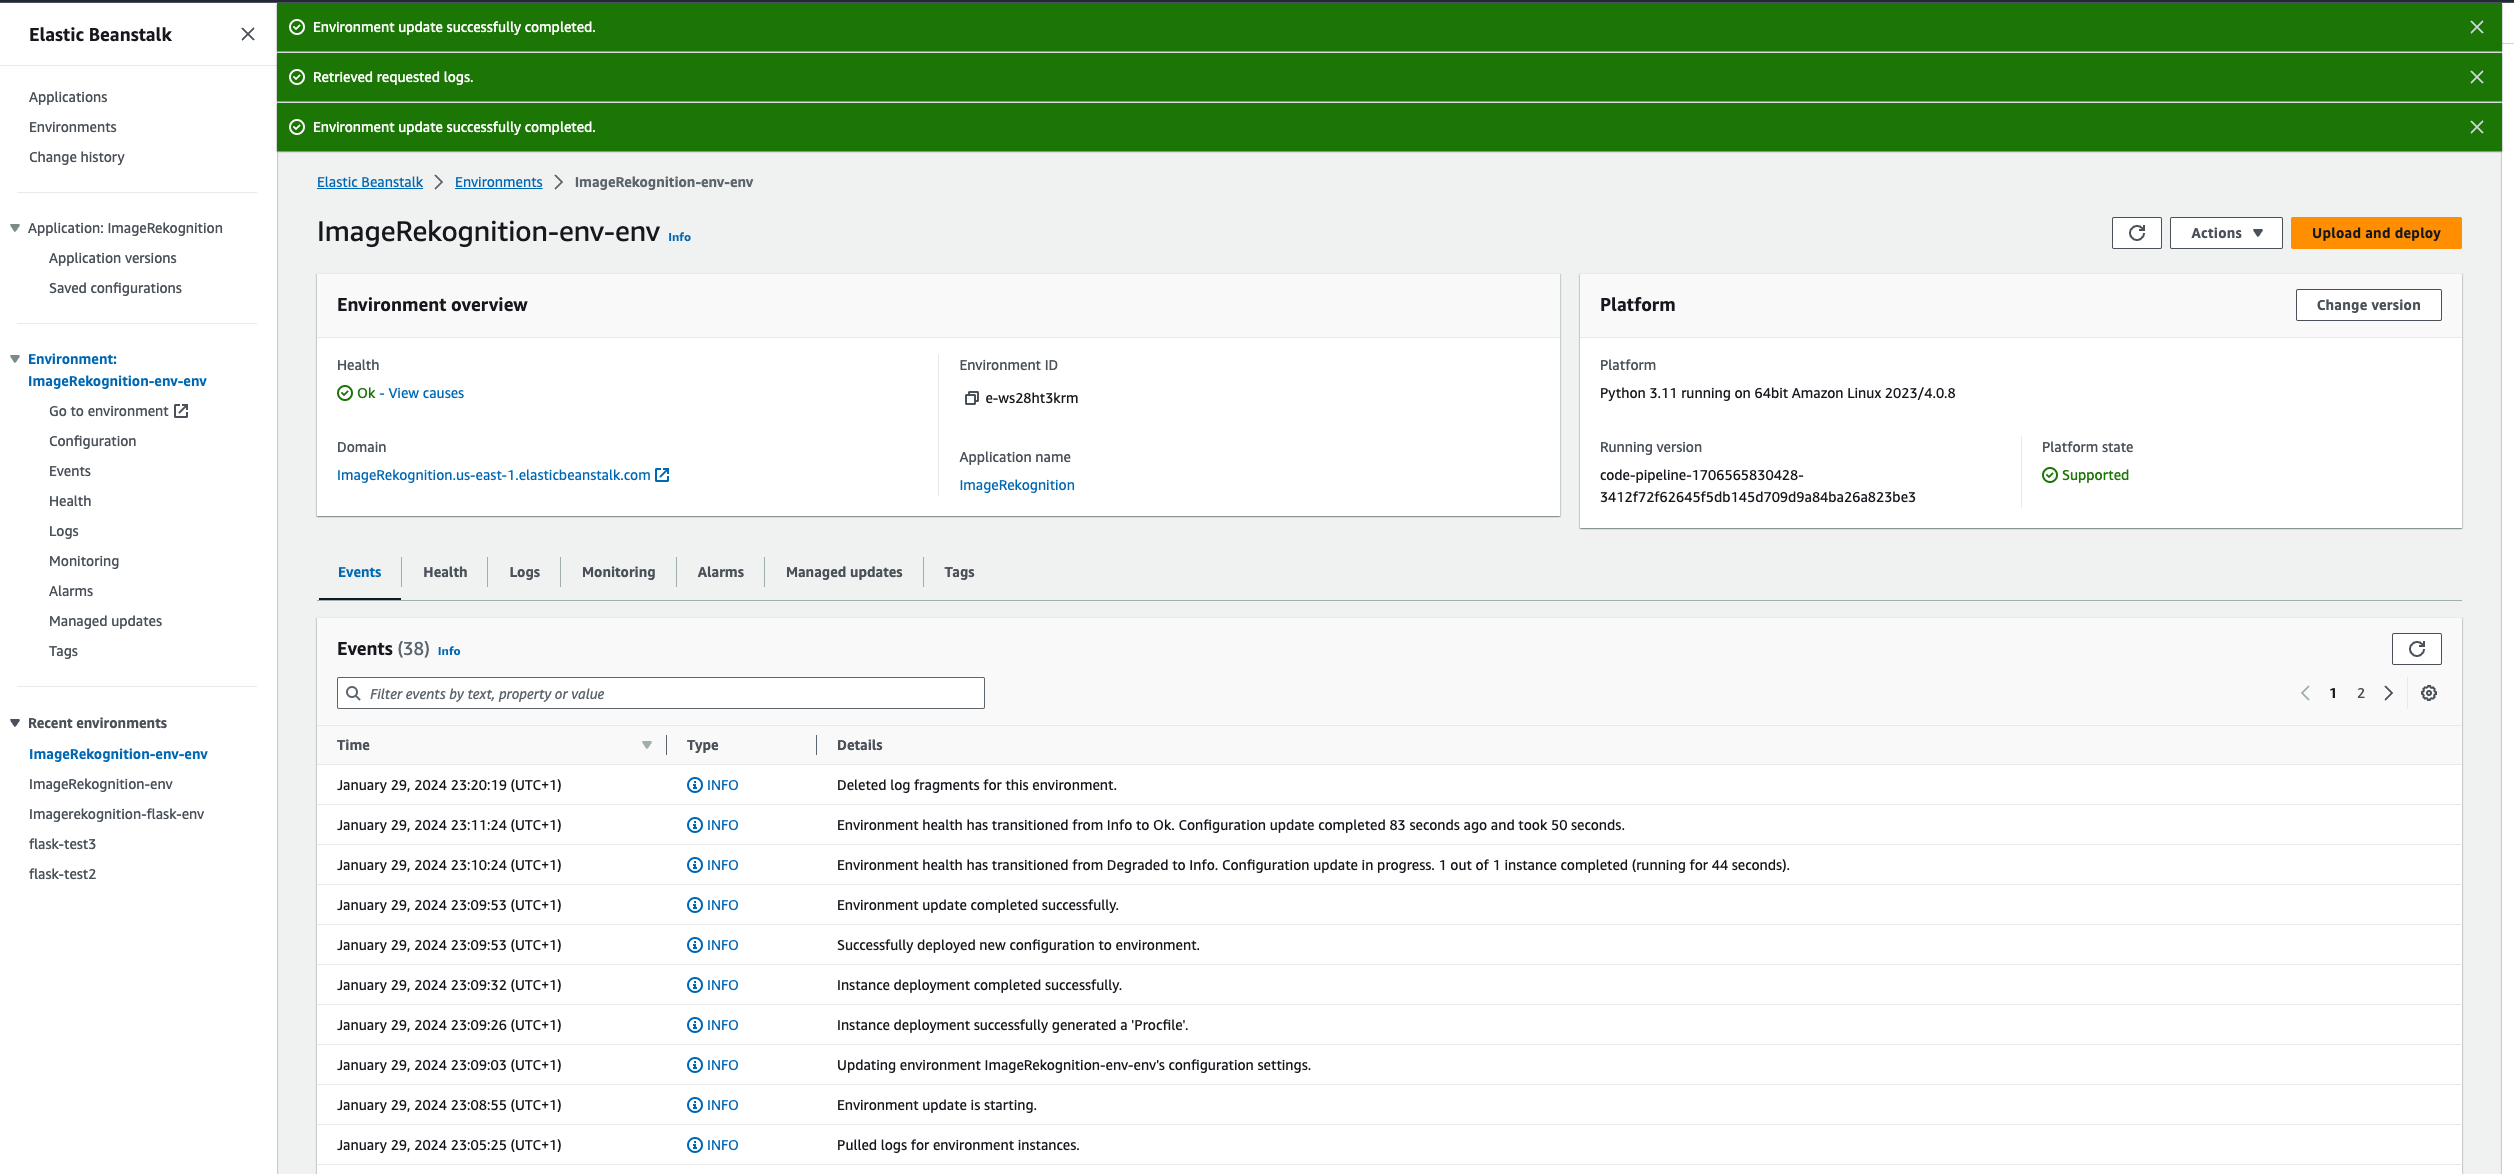 Elastic Beanstalk
Applications
Environments
Change history
Application: ImageRekognition
Application versions
Saved configurations
Environment:
ImageRekognition-env-env
Go to environment
Configuration
Events
Health
Logs
Monitoring
Alarms
Managed updates
Tags
Recent environments
ImageRekognition-env-env
ImageRekognition-env
Imagerekognition-flask-env
flask-test3
flask-test2
Environment update successfully completed.
Retrieved requested logs.
Environment update successfully completed.
Elastic Beanstalk > Environments > ImageRekognition-env-env
ImageRekognition-env-env Info
Actions
Upload and deploy
Environment overview
Health
Ok - View causes
Domain
ImageRekognition.us-east-1.elasticbeanstalk.com
Environment ID
e-ws28ht3krm
Application name
ImageRekognition
Platform
Change version
Platform
Python 3.11 running on 64bit Amazon Linux 2023/4.0.8
Running version
code-pipeline-1706565830428-
3412f72f62645f5db145d709d9a84ba26a823be3
Platform state
Supported
Events Health Logs Monitoring Alarms Managed updates Tags
Events (38) Info
Filter events by text, property or value
1 2
Time Type Details
January 29, 2024 23:20:19 (UTC+1) INFO Deleted log fragments for this environment.
January 29, 2024 23:11:24 (UTC+1) INFO Environment health has transitioned from Info to Ok. Configuration update completed 83 seconds ago and took 50 seconds.
January 29, 2024 23:10:24 (UTC+1) INFO Environment health has transitioned from Degraded to Info. Configuration update in progress. 1 out of 1 instance completed (running for 44 seconds).
January 29, 2024 23:09:53 (UTC+1) INFO Environment update completed successfully.
January 29, 2024 23:09:53 (UTC+1) INFO Successfully deployed new configuration to environment.
January 29, 2024 23:09:32 (UTC+1) INFO Instance deployment completed successfully.
January 29, 2024 23:09:26 (UTC+1) INFO Instance deployment successfully generated a 'Procfile'.
January 29, 2024 23:09:03 (UTC+1) INFO Updating environment ImageRekognition-env-env's configuration settings.
January 29, 2024 23:08:55 (UTC+1) INFO Environment update is starting.
January 29, 2024 23:05:25 (UTC+1) INFO Pulled logs for environment instances.